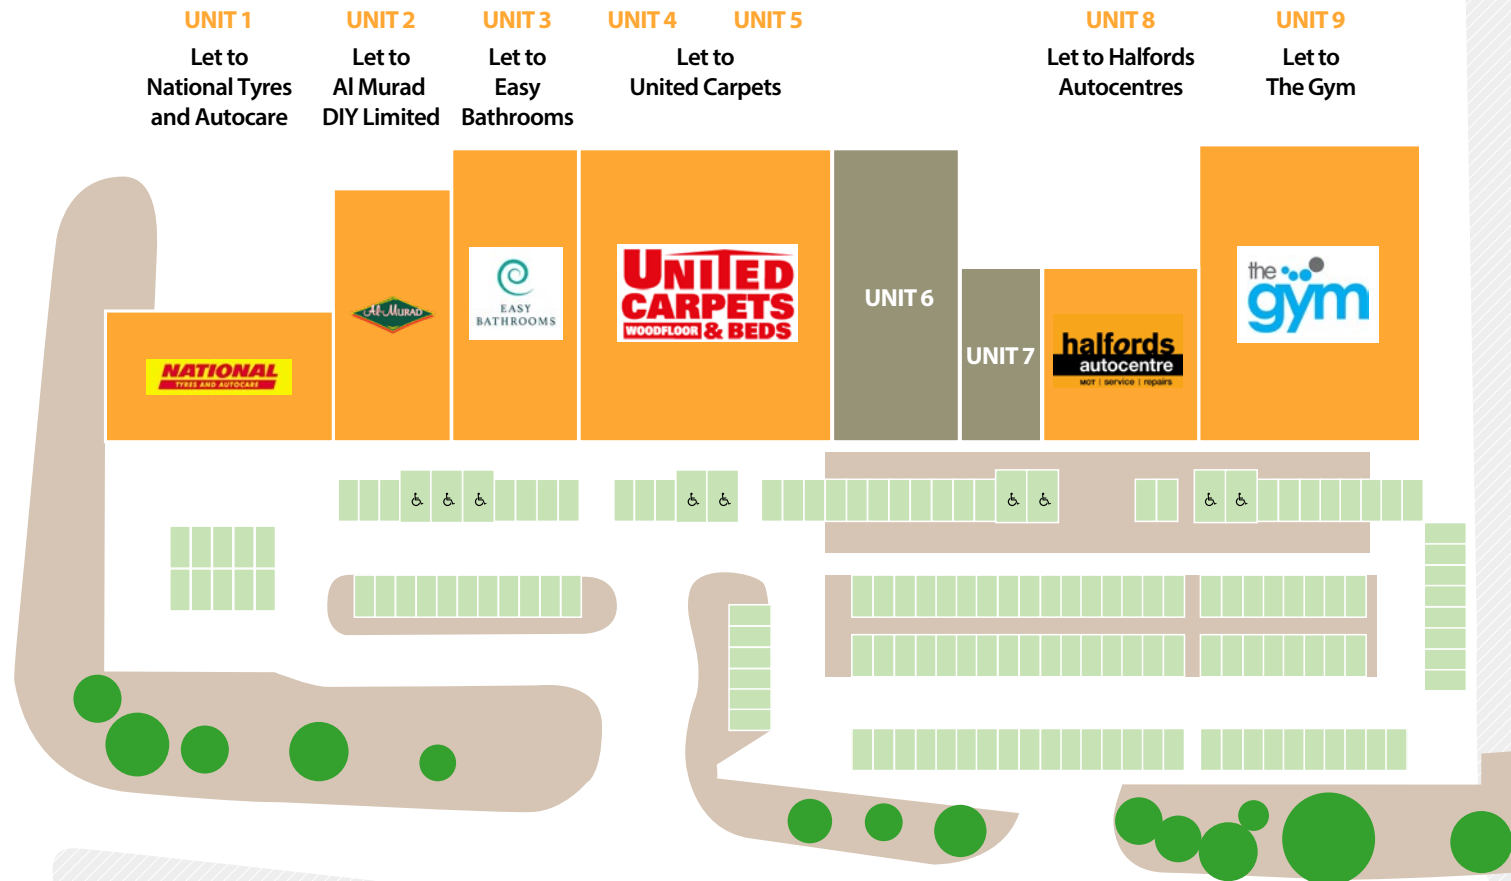 UNIT 1
Let to
National Tyres
and Autocare
UNIT 2
Let to
Al Murad
DIY Limited
UNIT 3
Let to
Easy
Bathrooms
UNIT 4
UNIT 5
Let to
United Carpets
UNIT 8
Let to Halfords
Autocentres
UNIT 9
Let to
The Gym
NATIONAL
TYRES AND AUTOCARE
Al-Murad
EASY
BATHROOMS
UNITED
CARPETS
WOODFLOOR & BEDS
UNIT 6
UNIT 7
halfords
autocentre
MOT | service | repairs
the
gym